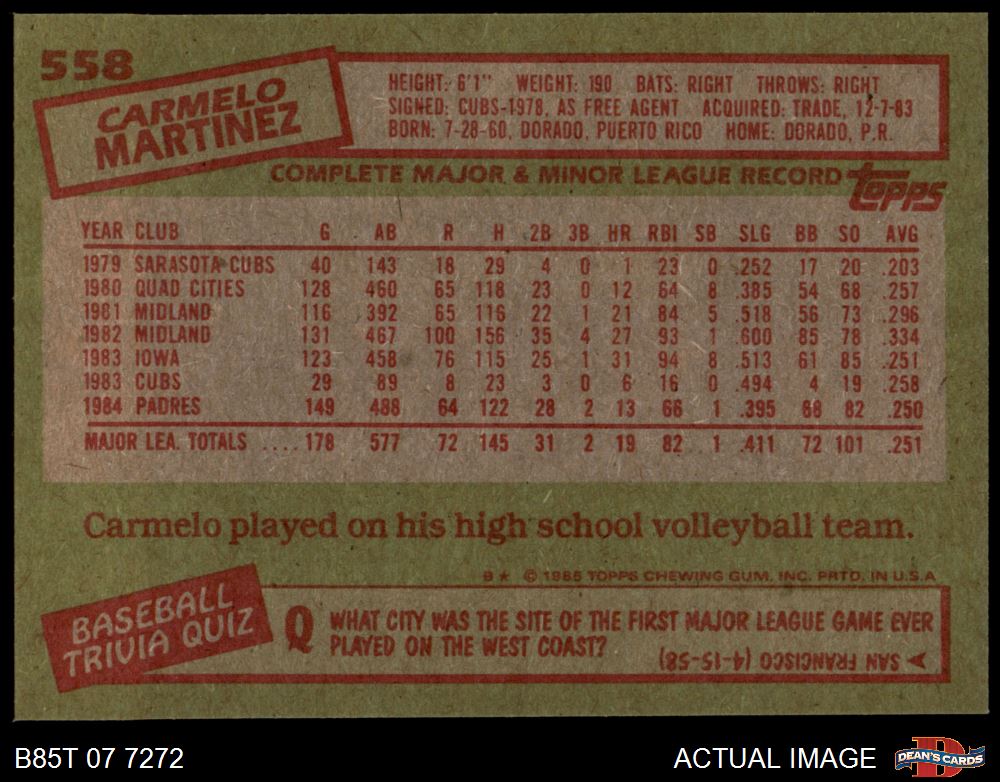 558
CARMELO
MARTINEZ
HEIGHT: 6'1" WEIGHT: 190 BATS: RIGHT THROWS: RIGHT
SIGNED: CUBS-1978, AS FREE AGENT ACQUIRED: TRADE, 12-7-83
BORN: 7-28-60, DORADO, PUERTO RICO HOME: DORADO, P.R.
COMPLETE MAJOR & MINOR LEAGUE RECORD topps
YEAR CLUB G AB R H 2B 3B HR RBI SB SLG BB SO AVG
1979 SARASOTA CUBS 40 143 18 29 4 0 1 23 0 .252 17 20 .203
1980 QUAD CITIES 128 460 65 118 23 0 12 64 8 .385 54 68 .257
1981 MIDLAND 116 392 65 116 22 1 21 84 5 .518 56 73 .296
1982 MIDLAND 131 467 100 156 35 4 27 93 1 .600 85 78 .334
1983 IOWA 123 458 76 115 25 1 31 94 8 .513 61 85 .251
1983 CUBS 29 89 8 23 3 0 6 16 0 .494 4 19 .258
1984 PADRES 149 488 64 122 28 2 13 66 1 .395 68 82 .250
MAJOR LEA. TOTALS .... 178 577 72 145 31 2 19 82 1 .411 72 101 .251
Carmelo played on his high school volleyball team.
B★ © 1985 TOPPS CHEWING GUM, INC. PRTD. IN U.S.A
BASEBALL
TRIVIA QUIZ
Q WHAT CITY WAS THE SITE OF THE FIRST MAJOR LEAGUE GAME EVER
PLAYED ON THE WEST COAST?
➤ SAN FRANCISCO (4-15-58)
B85T 07 7272
ACTUAL IMAGE
D
DEAN'S CARDS